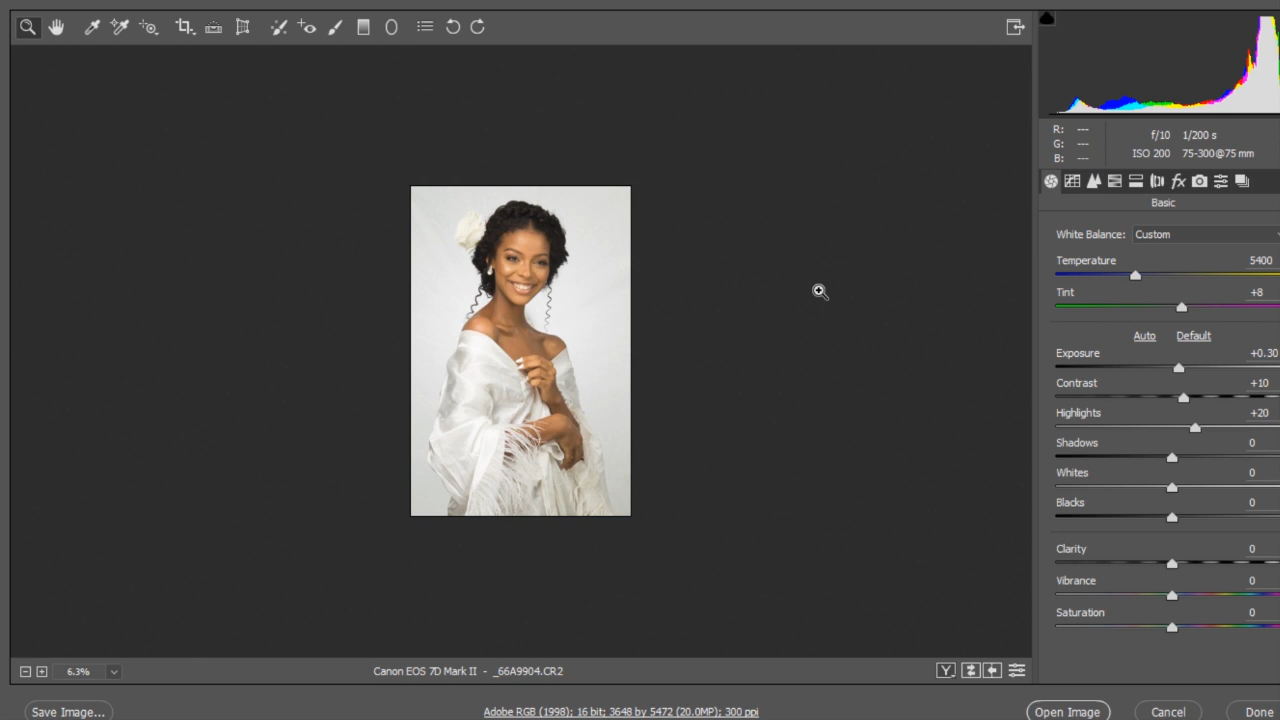 R: ---
G: ---
B: ---
f/10 1/200 s
ISO 200 75-300@75 mm
fx
Basic
White Balance: Custom
Temperature 5400
Tint +8
Auto Default
Exposure +0.30
Contrast +10
Highlights +20
Shadows 0
Whites 0
Blacks 0
Clarity 0
Vibrance 0
Saturation 0
6.3%
Canon EOS 7D Mark II - _66A9904.CR2
Y
Save Image...
Adobe RGB (1998); 16 bit; 3648 by 5472 (20.0MP); 300 ppi
Open Image
Cancel
Done